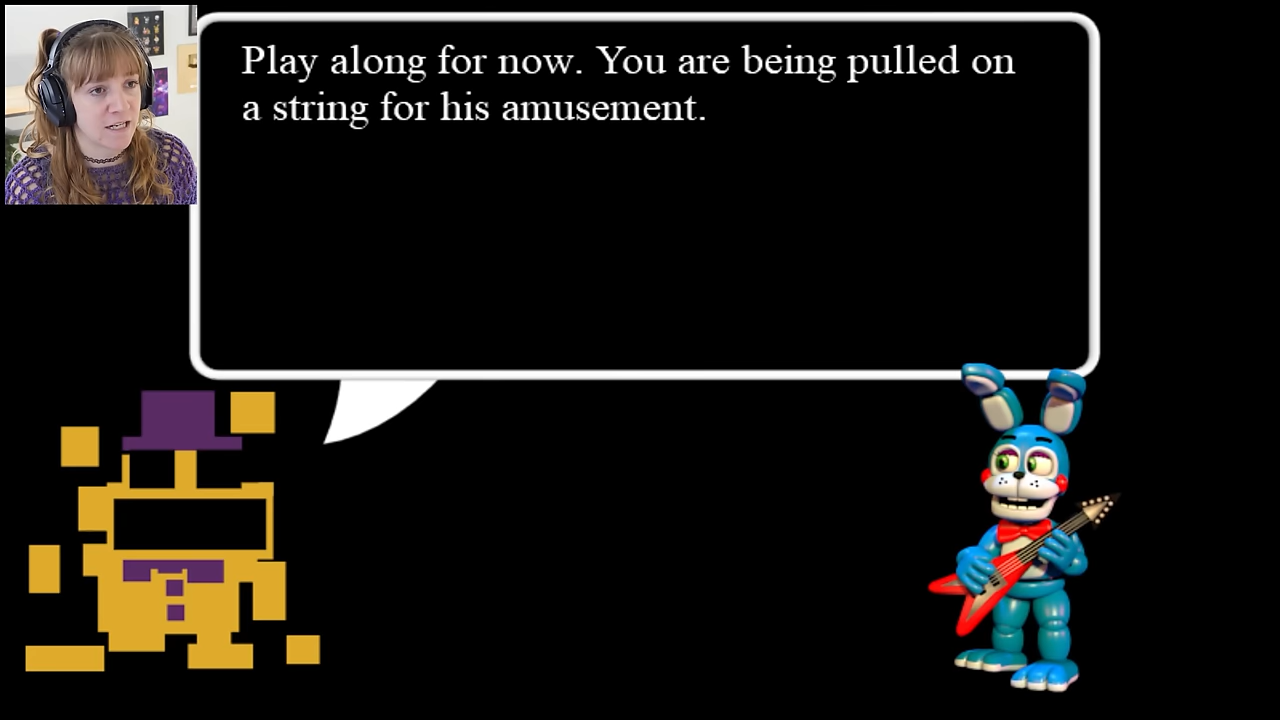 Play along for now. You are being pulled on
a string for his amusement.